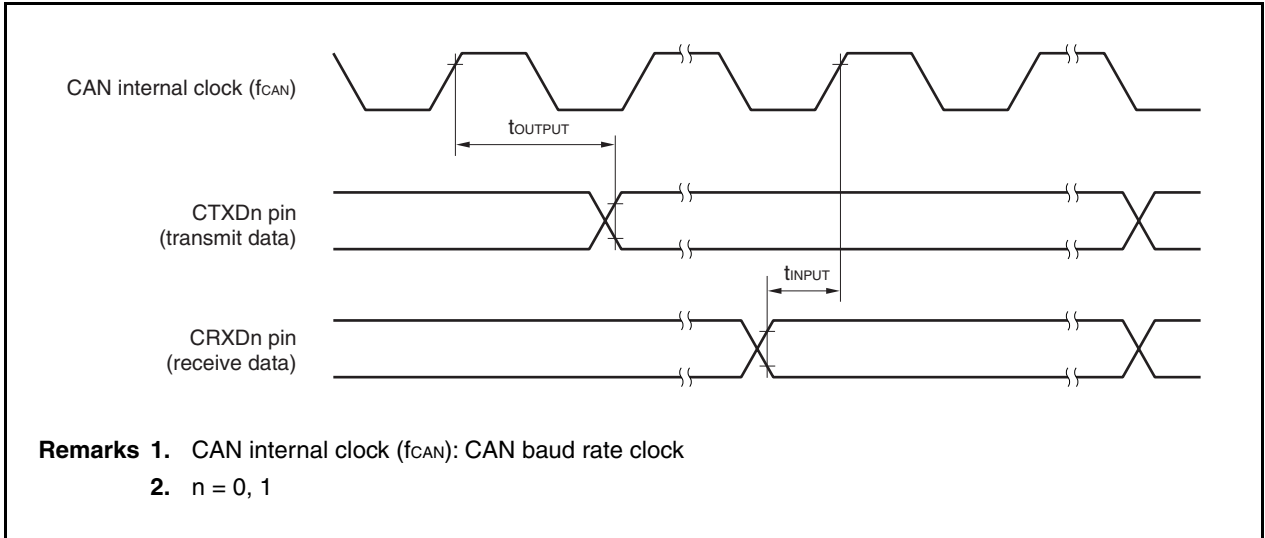 CAN internal clock (fCAN)
tOUTPUT
CTXDn pin
(transmit data)
tINPUT
CRXDn pin
(receive data)
Remarks 1. CAN internal clock (fCAN): CAN baud rate clock
2. n = 0, 1